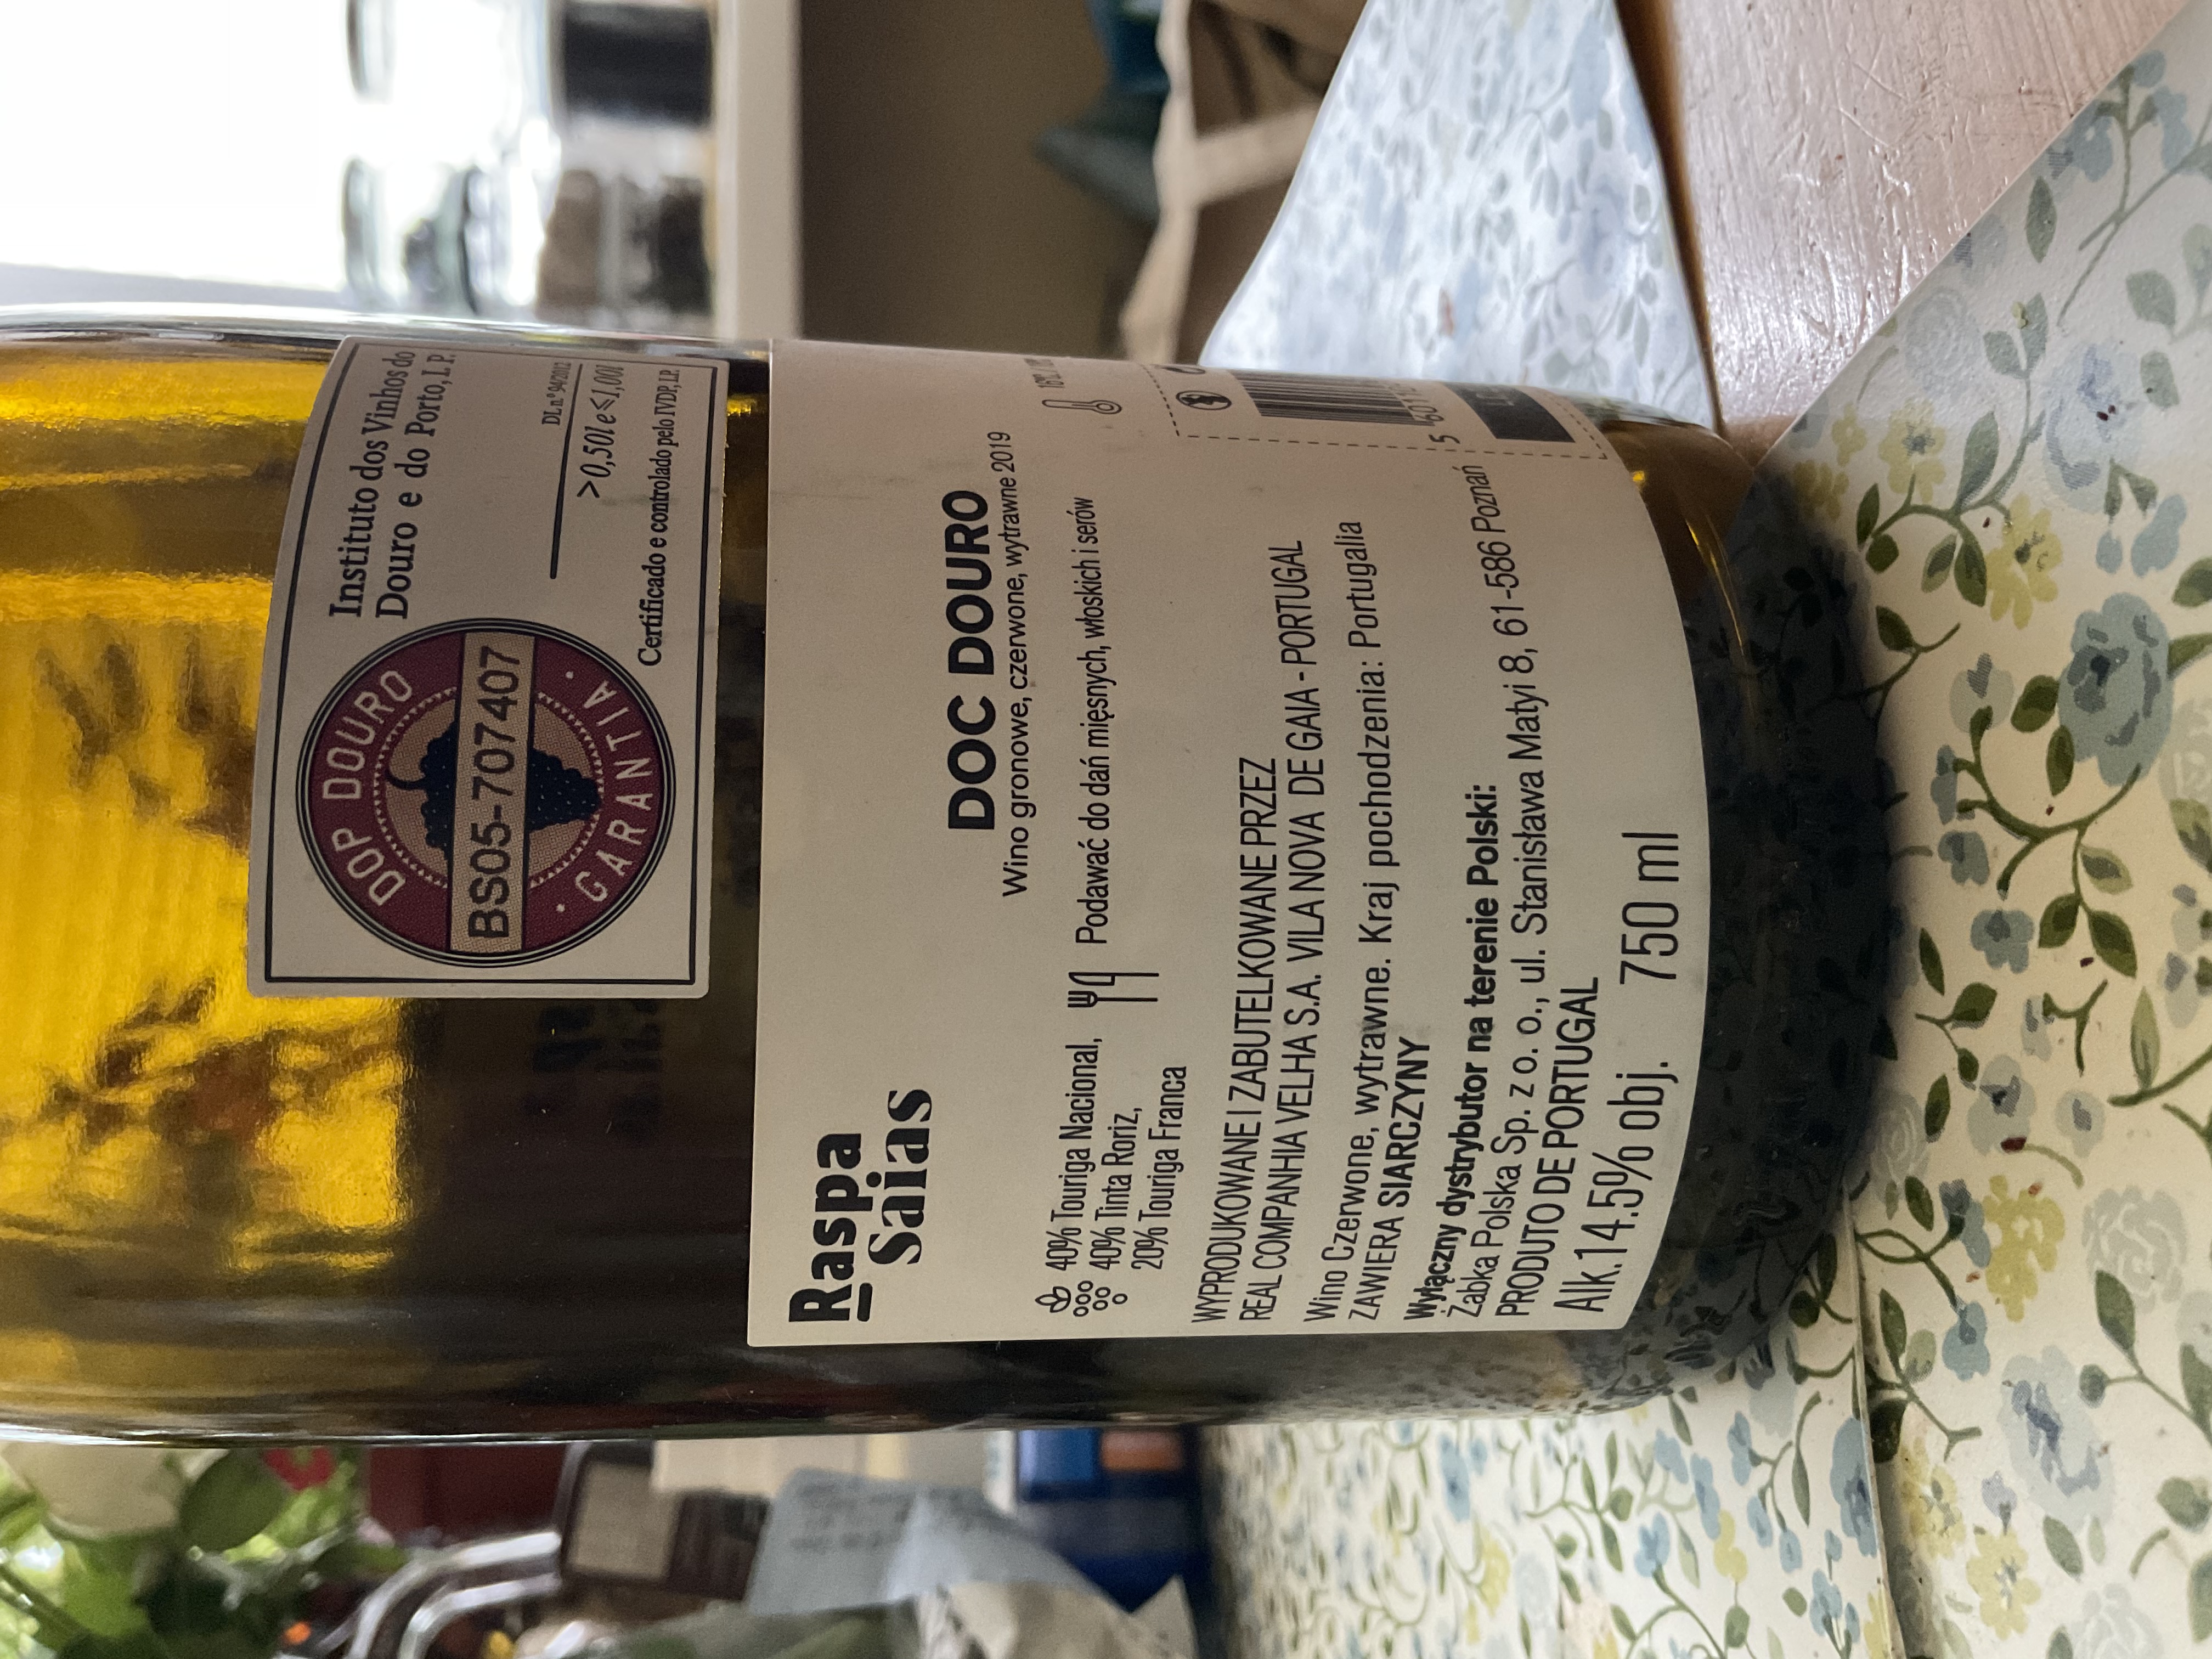 Instituto dos Vinhos do
Douro e do Porto, I. P.
DL n.º 94/2012
>0,50l e ≤1,00l
Certificado e controlado pelo IVDP, I.P.
DOP DOURO
BS05-707407
· GARANTIA ·
Raspa
Saias
DOC DOURO
Wino gronowe, czerwone, wytrawne 2019
40% Touriga Nacional,
40% Tinta Roriz,
20% Touriga Franca
Podawać do dań mięsnych, włoskich i serów
WYPRODUKOWANE I ZABUTELKOWANE PRZEZ
REAL COMPANHIA VELHA S.A. VILA NOVA DE GAIA - PORTUGAL
Wino Czerwone, wytrawne. Kraj pochodzenia: Portugalia
ZAWIERA SIARCZYNY
Wyłączny dystrybutor na terenie Polski:
Żabka Polska Sp. z o. o., ul. Stanisława Matyi 8, 61-586 Poznań
PRODUTO DE PORTUGAL
Alk.14.5% obj. 750 ml